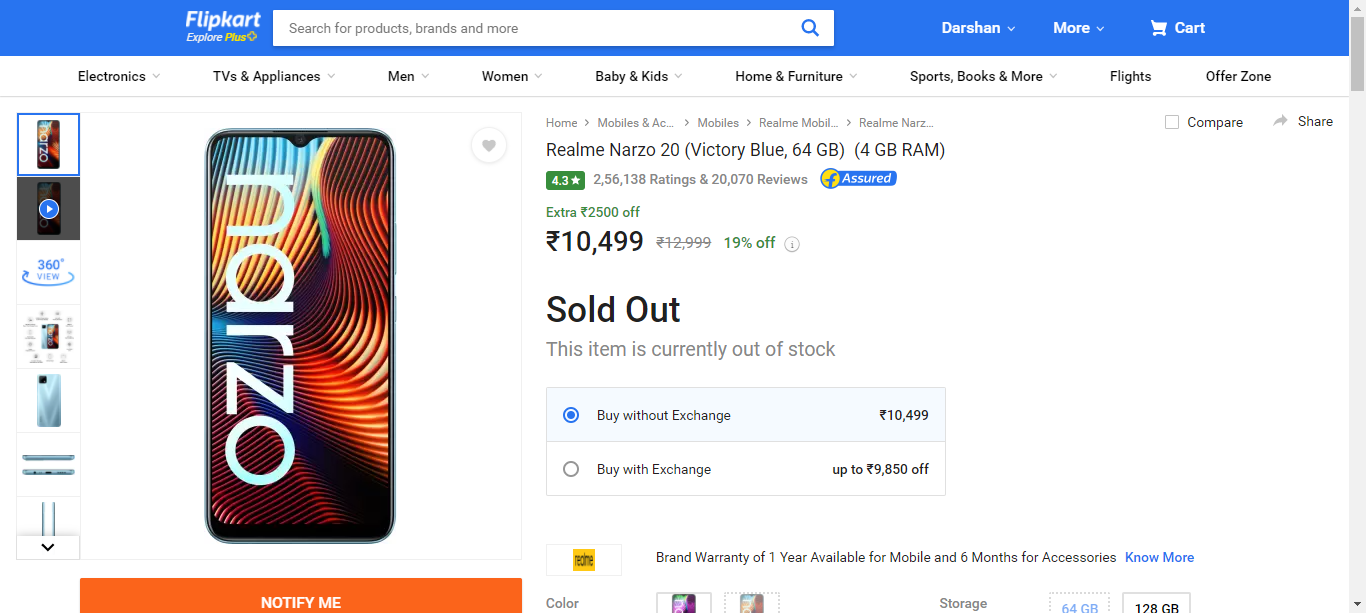 Flipkart
Explore Plus
Search for products, brands and more
Darshan
More
Cart
Electronics
TVs & Appliances
Men
Women
Baby & Kids
Home & Furniture
Sports, Books & More
Flights
Offer Zone
narzo
360°
VIEW
narzo
NOTIFY ME
Home
Mobiles & Ac...
Mobiles
Realme Mobil...
Realme Narz...
Compare
Share
Realme Narzo 20 (Victory Blue, 64 GB)  (4 GB RAM)
4.3★ 2,56,138 Ratings & 20,070 Reviews
Assured
Extra ₹2500 off
₹10,499 ₹12,999 19% off
Sold Out
This item is currently out of stock
Buy without Exchange ₹10,499
Buy with Exchange up to ₹9,850 off
realme
Brand Warranty of 1 Year Available for Mobile and 6 Months for Accessories Know More
Color
Storage
64 GB
128 GB